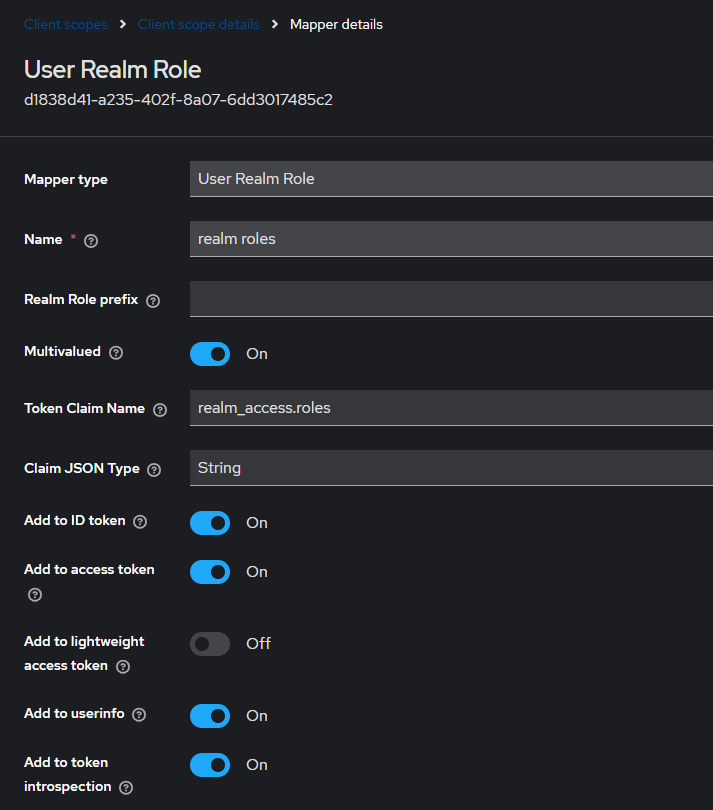 Client scopes > Client scope details > Mapper details
User Realm Role
d1838d41-a235-402f-8a07-6dd3017485c2
Mapper type
User Realm Role
Name * ?
realm roles
Realm Role prefix ?
Multivalued ?
On
Token Claim Name ?
realm_access.roles
Claim JSON Type ?
String
Add to ID token ?
On
Add to access token
?
On
Add to lightweight
access token ?
Off
Add to userinfo ?
On
Add to token
introspection ?
On